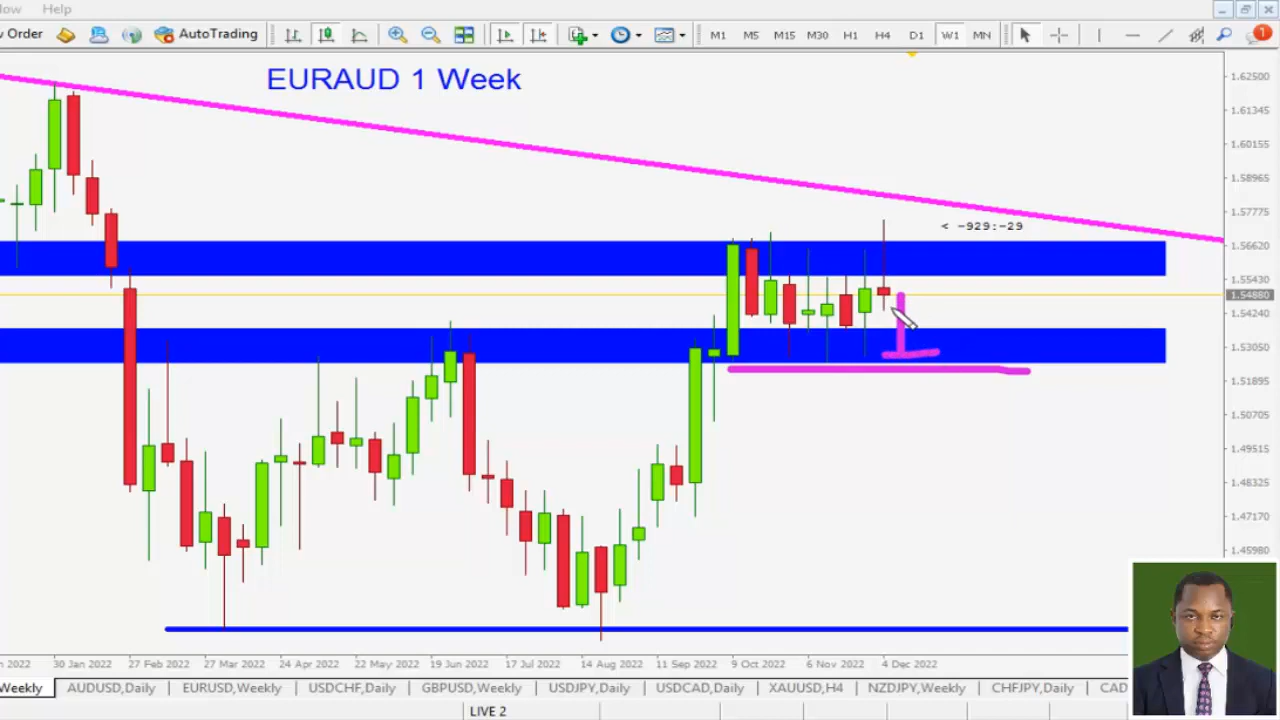 ow Help
Order AutoTrading M1 M5 M15 M30 H1 H4 D1 W1 MN 1
EURAUD 1 Week
1.62500
1.61345
1.60155
1.58965
1.57775
< -929:-29
1.56620
1.55430
1.54880
1.54240
1.53050
1.51895
1.50705
1.49515
1.48325
1.47170
1.45980
2022 30 Jan 2022 27 Feb 2022 27 Mar 2022 24 Apr 2022 22 May 2022 19 Jun 2022 17 Jul 2022 14 Aug 2022 11 Sep 2022 9 Oct 2022 6 Nov 2022 4 Dec 2022
Weekly AUDUSD,Daily EURUSD,Weekly USDCHF,Daily GBPUSD,Weekly USDJPY,Daily USDCAD,Daily XAUUSD,H4 NZDJPY,Weekly CHFJPY,Daily CAD
LIVE 2